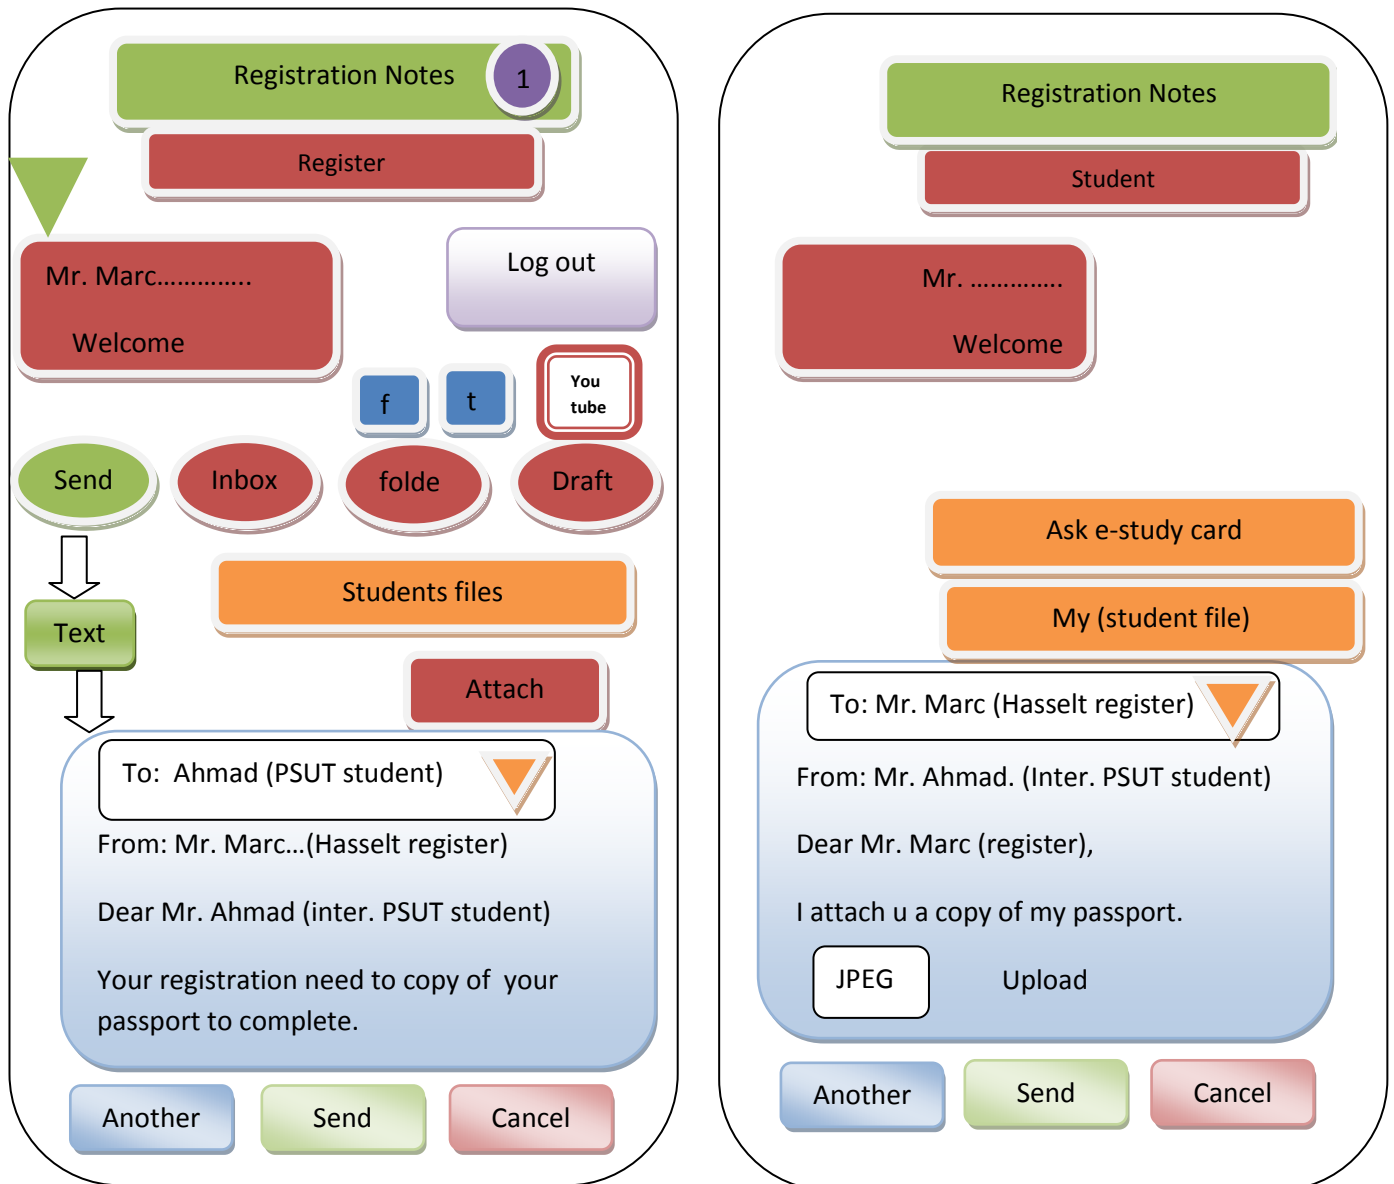 Registration Notes
1
Register
Mr. Marc…………..
Welcome
Log out
f
t
You
tube
Send
Inbox
folde
Draft
Students files
Text
Attach
To:  Ahmad (PSUT student)
From: Mr. Marc…(Hasselt register)
Dear Mr. Ahmad (inter. PSUT student)
Your registration need to copy of  your
passport to complete.
Another
Send
Cancel
Registration Notes
Student
Mr. …………..
Welcome
Ask e-study card
My (student file)
To: Mr. Marc (Hasselt register)
From: Mr. Ahmad. (Inter. PSUT student)
Dear Mr. Marc (register),
I attach u a copy of my passport.
JPEG
Upload
Another
Send
Cancel